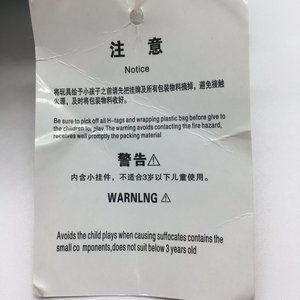 注 意
Notice
将玩具给予小孩子之前请先把挂牌及所有包装物料摘掉，避免接触
火源，及时将包装物料收好。
Be sure to pick off all H-tags and wrapping plastic bag before give to
the children for play.The warning avoids contacting the fire hazard,
receives well promptly the packing material
警告⚠
内含小挂件，不适合3岁以下儿童使用。
WARNLNG ⚠
Avoids the child plays when causing suffocates contains the
small co mponents,does not suit below 3 years old